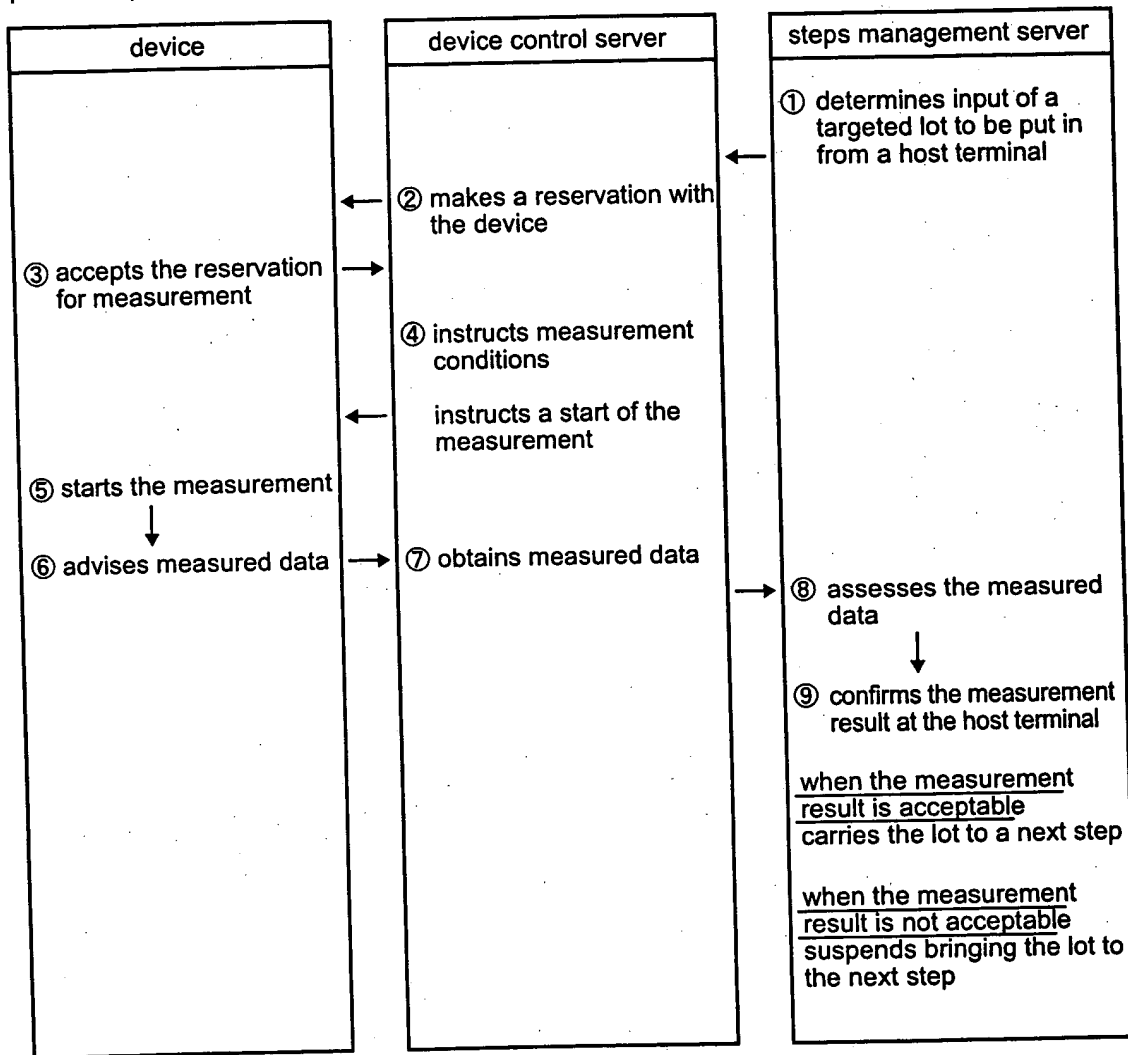 device
device control server
steps management server
① determines input of a
targeted lot to be put in
from a host terminal
② makes a reservation with
the device
③ accepts the reservation
for measurement
④ instructs measurement
conditions
instructs a start of the
measurement
⑤ starts the measurement
⑥ advises measured data
⑦ obtains measured data
⑧ assesses the measured
data
⑨ confirms the measurement
result at the host terminal
when the measurement
result is acceptable
carries the lot to a next step
when the measurement
result is not acceptable
suspends bringing the lot to
the next step